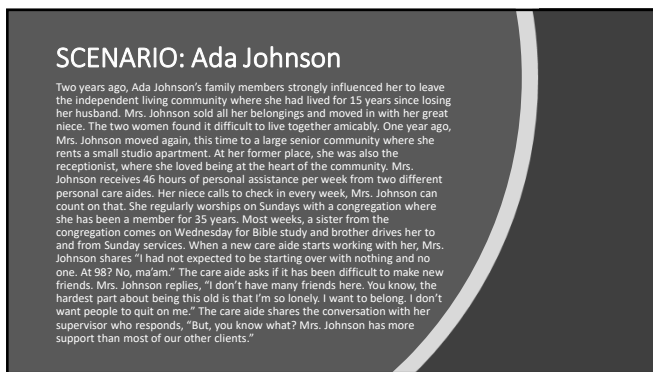 SCENARIO: Ada Johnson
Two years ago, Ada Johnson’s family members strongly influenced her to leave
the independent living community where she had lived for 15 years since losing
her husband. Mrs. Johnson sold all her belongings and moved in with her great
niece. The two women found it difficult to live together amicably. One year ago,
Mrs. Johnson moved again, this time to a large senior community where she
rents a small studio apartment. At her former place, she was also the
receptionist, where she loved being at the heart of the community. Mrs.
Johnson receives 46 hours of personal assistance per week from two different
personal care aides. Her niece calls to check in every week, Mrs. Johnson can
count on that. She regularly worships on Sundays with a congregation where
she has been a member for 35 years. Most weeks, a sister from the
congregation comes on Wednesday for Bible study and brother drives her to
and from Sunday services. When a new care aide starts working with her, Mrs.
Johnson shares “I had not expected to be starting over with nothing and no
one. At 98? No, ma’am.” The care aide asks if it has been difficult to make new
friends. Mrs. Johnson replies, “I don’t have many friends here. You know, the
hardest part about being this old is that I’m so lonely. I want to belong. I don’t
want people to quit on me.” The care aide shares the conversation with her
supervisor who responds, “But, you know what? Mrs. Johnson has more
support than most of our other clients.”